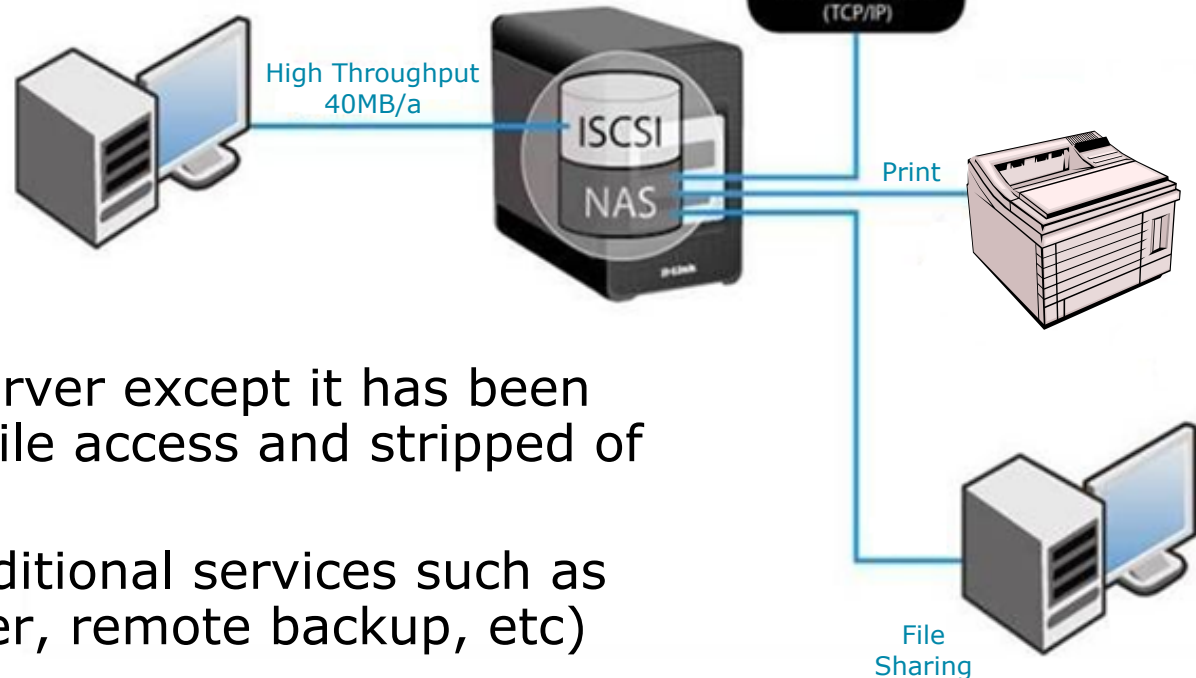 (TCP/IP)
High Throughput
40MB/a
ISCSI
NAS
D-Link
Print
rver except it has been
ile access and stripped of
ditional services such as
er, remote backup, etc)
File
Sharing